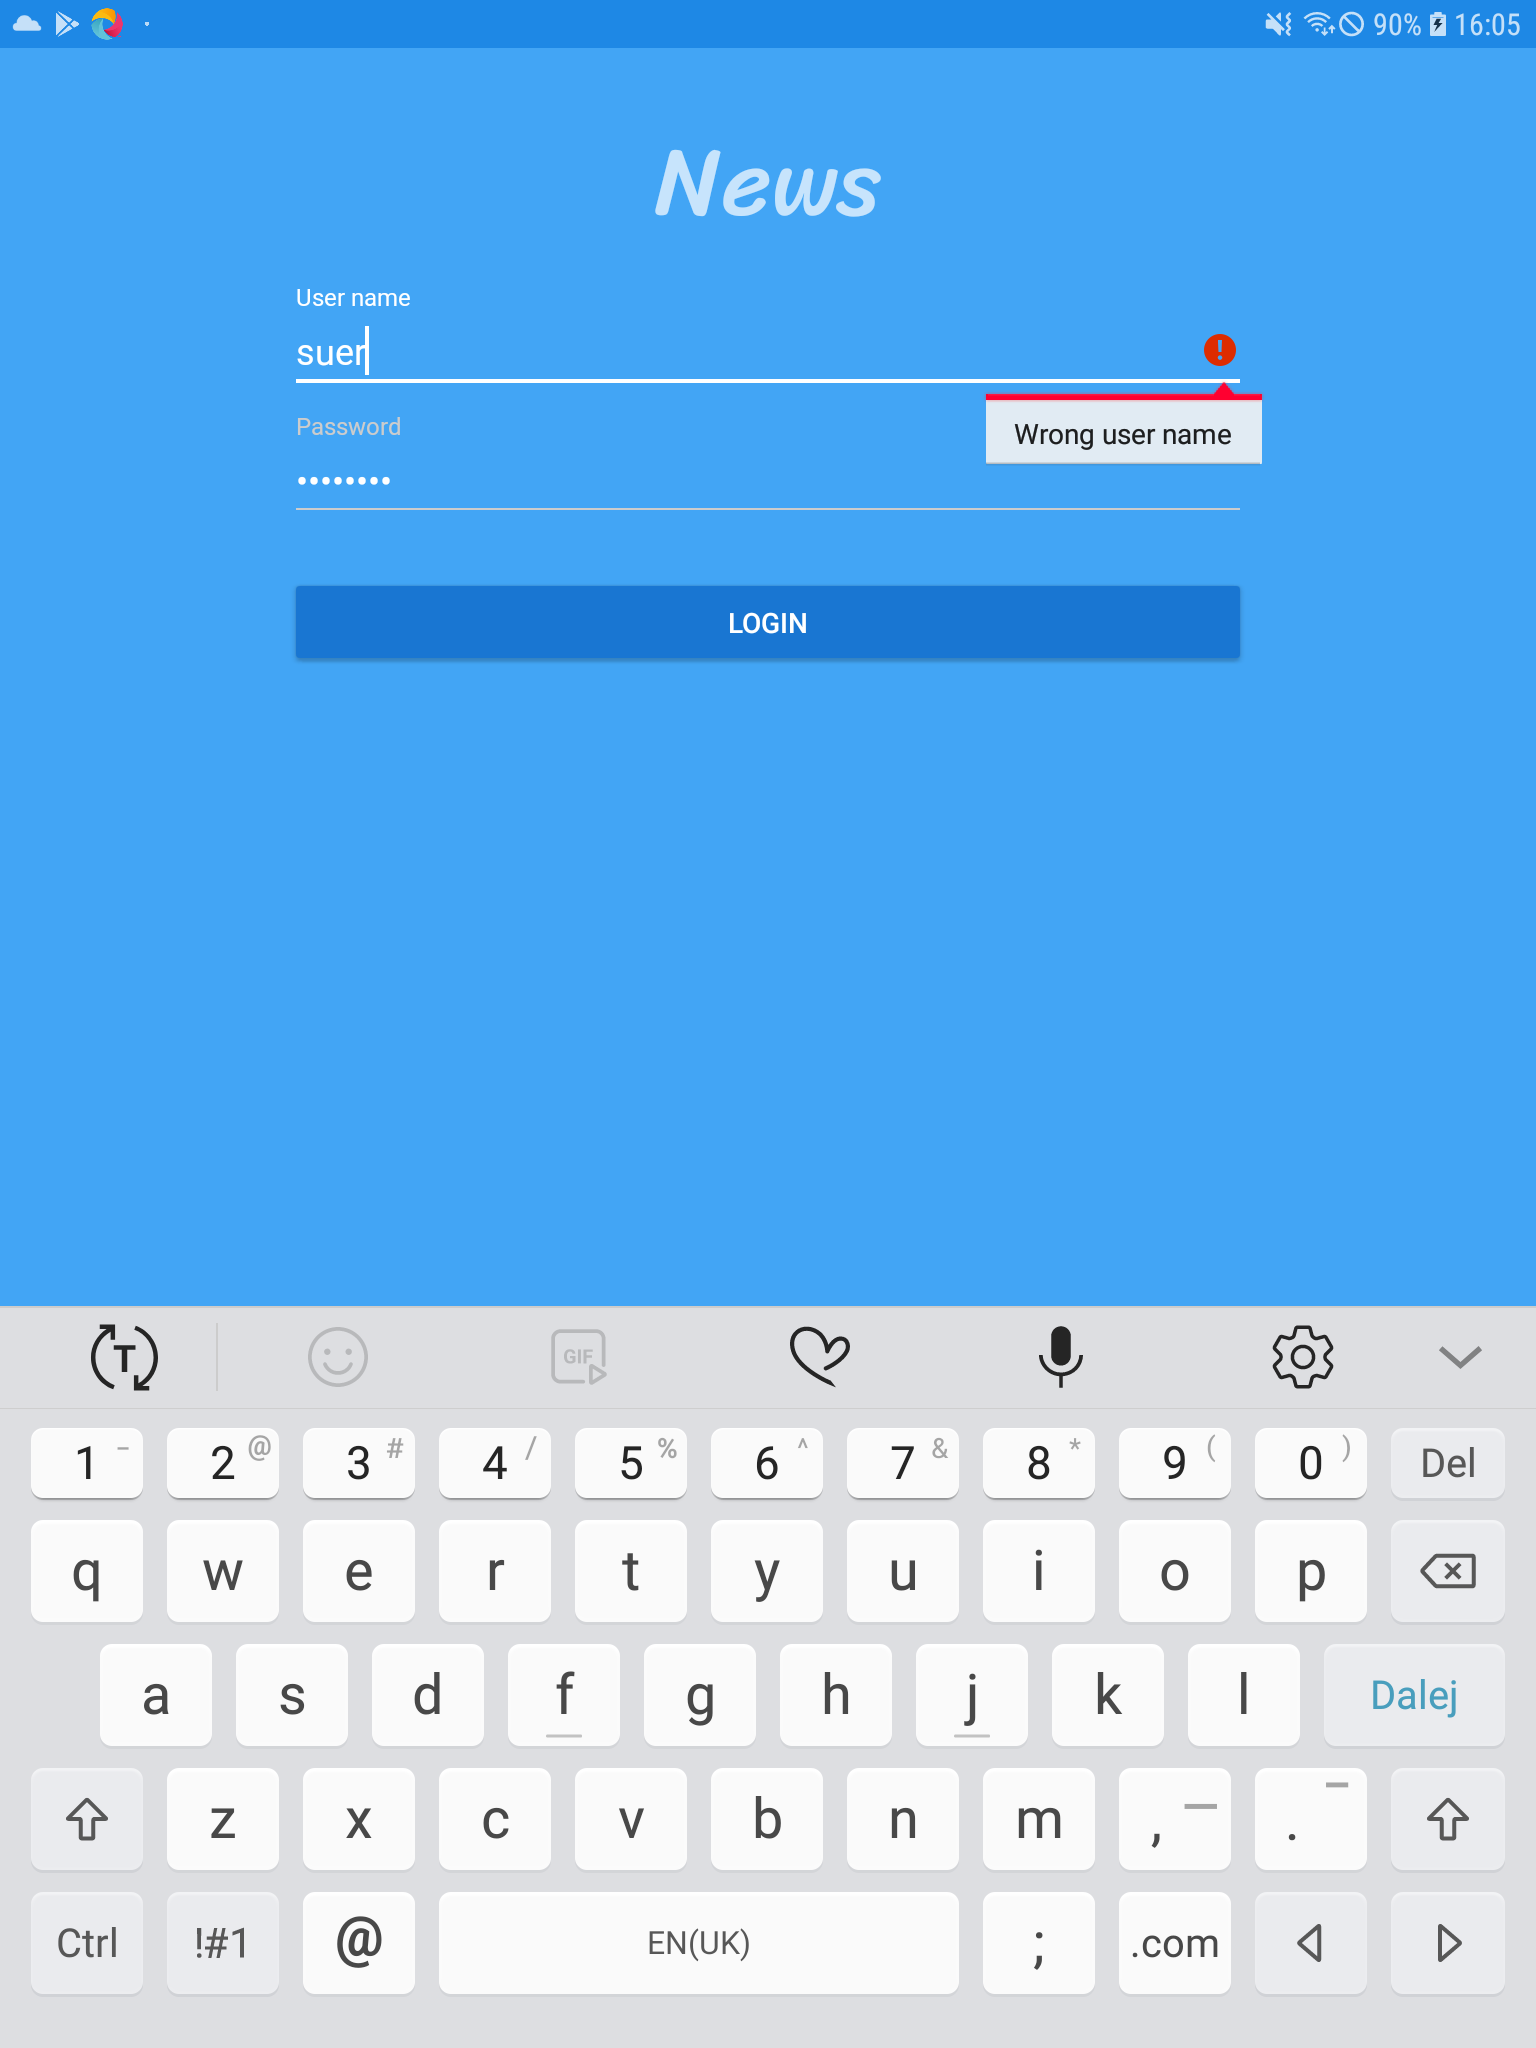 90% 16:05
News
User name
suer
!
Wrong user name
Password
••••••••
LOGIN
T GIF
1 – 2 @ 3 # 4 / 5 % 6 ^ 7 & 8 * 9 ( 0 ) Del
q w e r t y u i o p
a s d f g h j k l Dalej
z x c v b n m , — . –
Ctrl !#1 @ EN(UK) ; .com